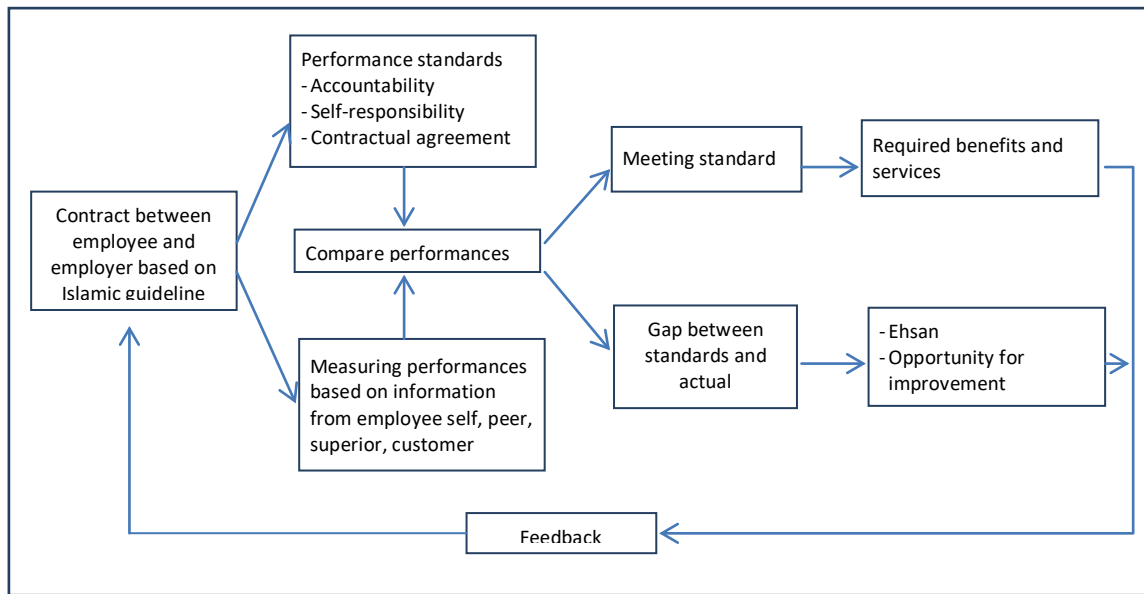 Performance standards
- Accountability
- Self-responsibility
- Contractual agreement
Contract between
employee and
employer based on
Islamic guideline
Compare performances
Measuring performances
based on information
from employee self, peer,
superior, customer
Meeting standard
Required benefits and
services
Gap between
standards and
actual
- Ehsan
- Opportunity for
improvement
Feedback